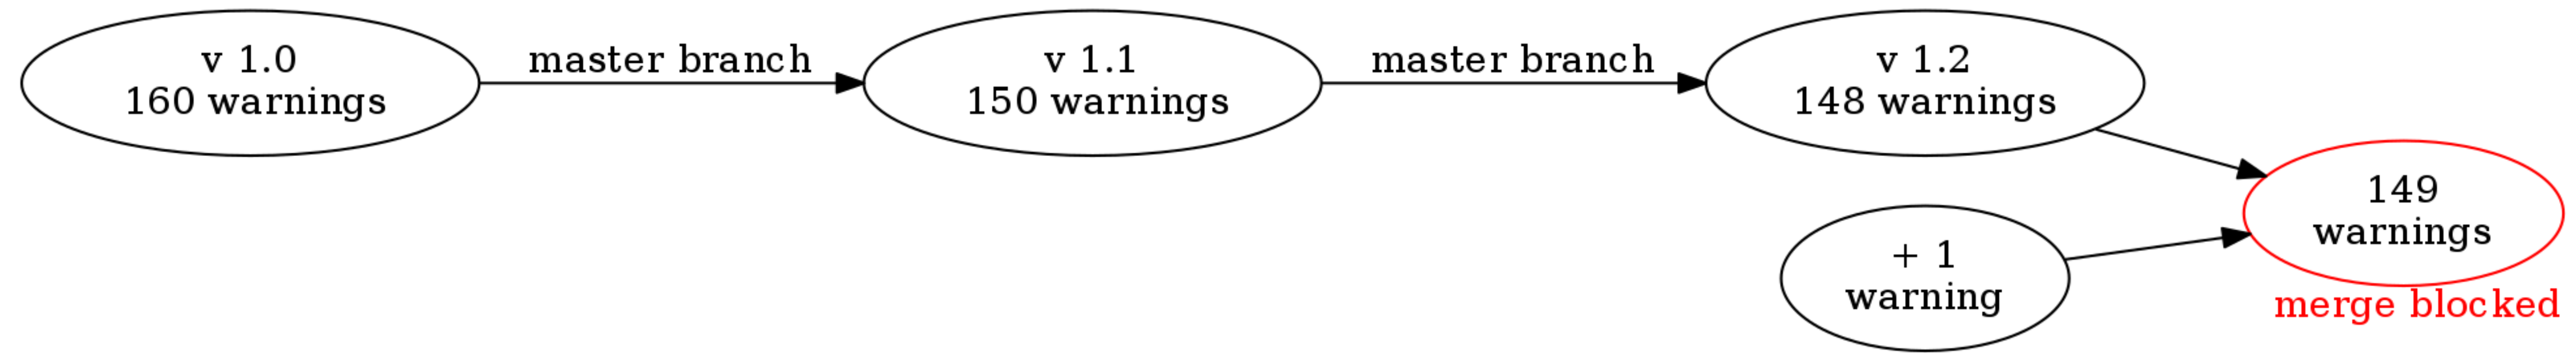 v 1.0
160 warnings
master branch
v 1.1
150 warnings
master branch
v 1.2
148 warnings
+ 1
warning
149
warnings
merge blocked